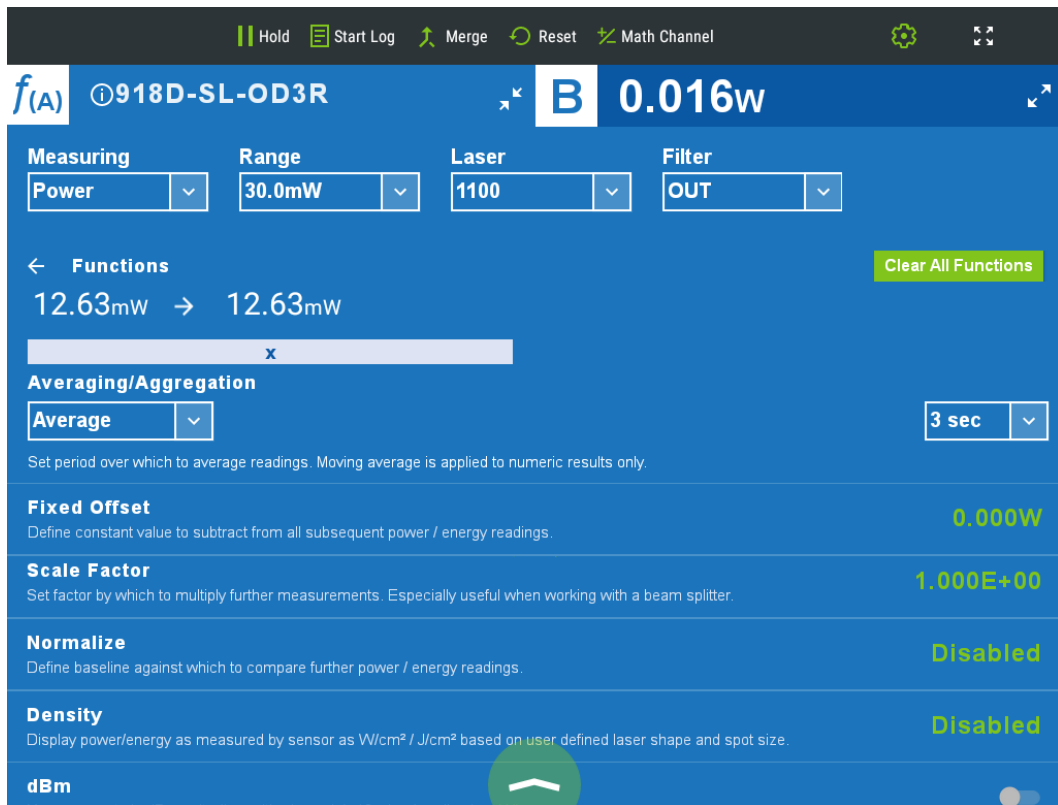 Hold Start Log Merge Reset Math Channel
f(A) 918D-SL-OD3R B 0.016W
Measuring Range Laser Filter
Power 30.0mW 1100 OUT
Functions Clear All Functions
12.63mW → 12.63mW
x
Averaging/Aggregation
Average 3 sec
Set period over which to average readings. Moving average is applied to numeric results only.
Fixed Offset
Define constant value to subtract from all subsequent power / energy readings.
0.000W
Scale Factor
Set factor by which to multiply further measurements. Especially useful when working with a beam splitter.
1.000E+00
Normalize
Define baseline against which to compare further power / energy readings.
Disabled
Density
Display power/energy as measured by sensor as W/cm² / J/cm² based on user defined laser shape and spot size.
Disabled
dBm